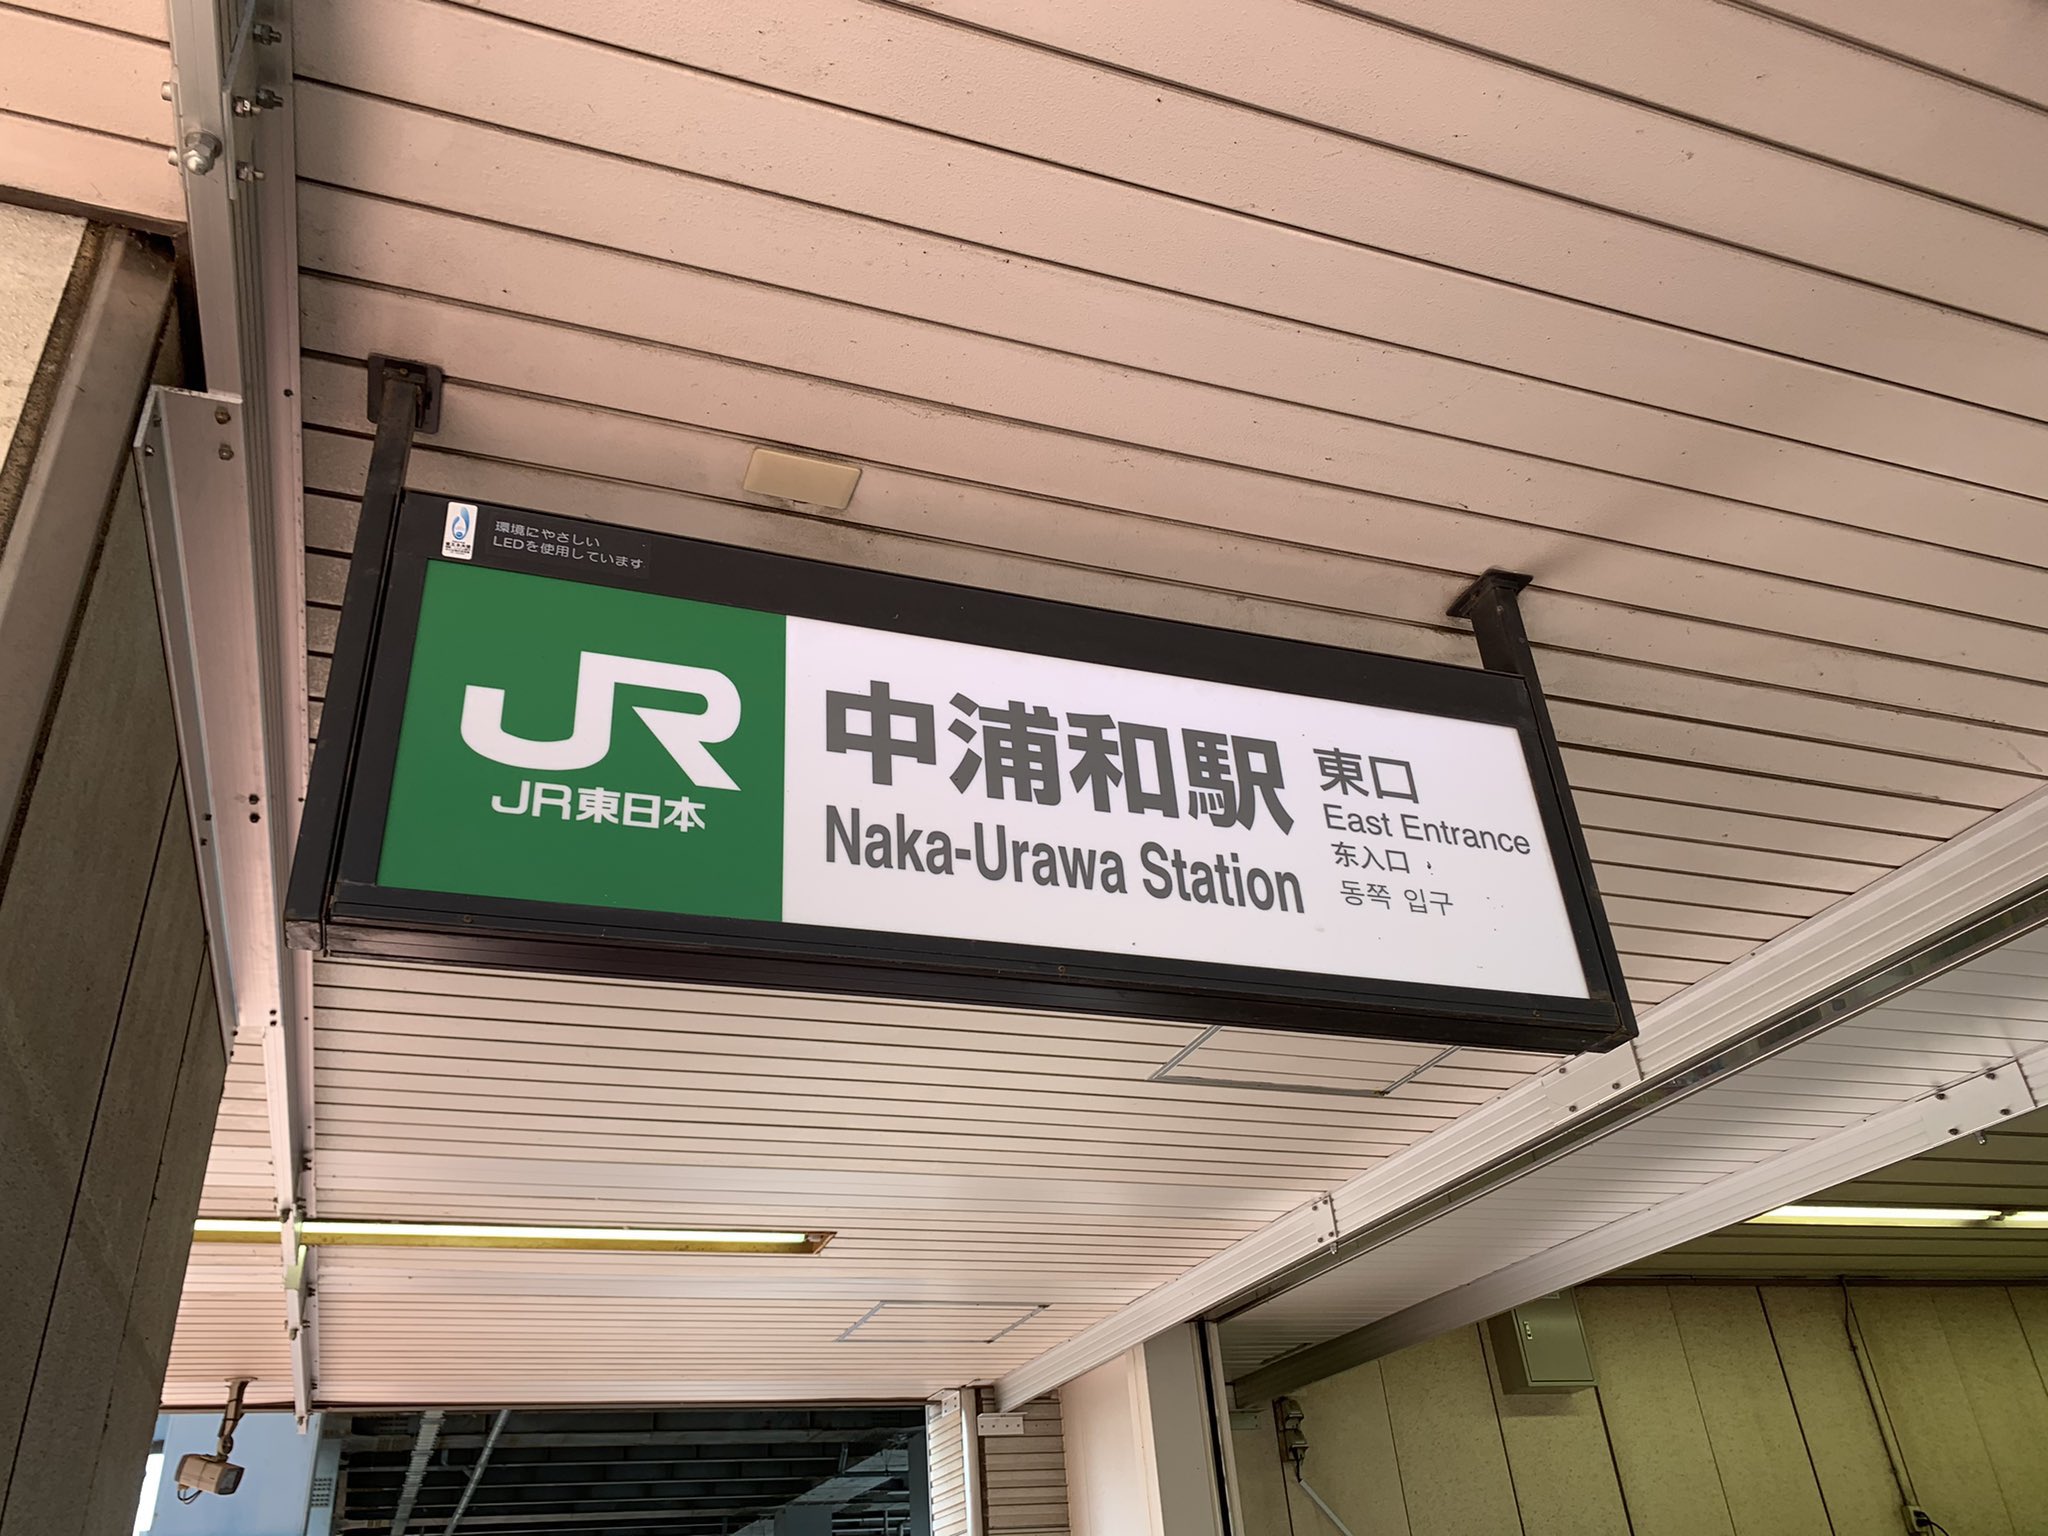 環境にやさしい
LEDを使用しています
JR
JR東日本
中浦和駅
Naka-Urawa Station
東口
East Entrance
东入口
동쪽 입구